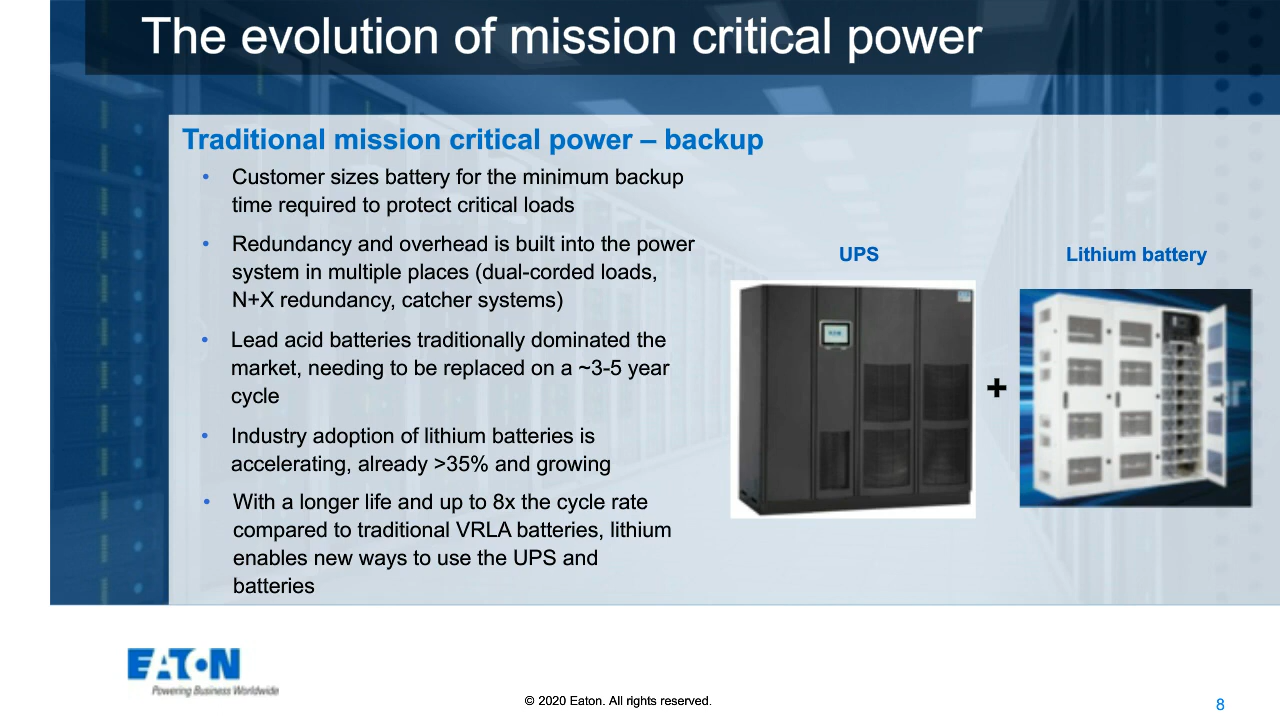 The evolution of mission critical power
Traditional mission critical power – backup
• Customer sizes battery for the minimum backup
time required to protect critical loads
• Redundancy and overhead is built into the power
system in multiple places (dual-corded loads,
N+X redundancy, catcher systems)
• Lead acid batteries traditionally dominated the
market, needing to be replaced on a ~3-5 year
cycle
• Industry adoption of lithium batteries is
accelerating, already >35% and growing
• With a longer life and up to 8x the cycle rate
compared to traditional VRLA batteries, lithium
enables new ways to use the UPS and
batteries
UPS
Lithium battery
+
EATON
Powering Business Worldwide
© 2020 Eaton. All rights reserved.
8